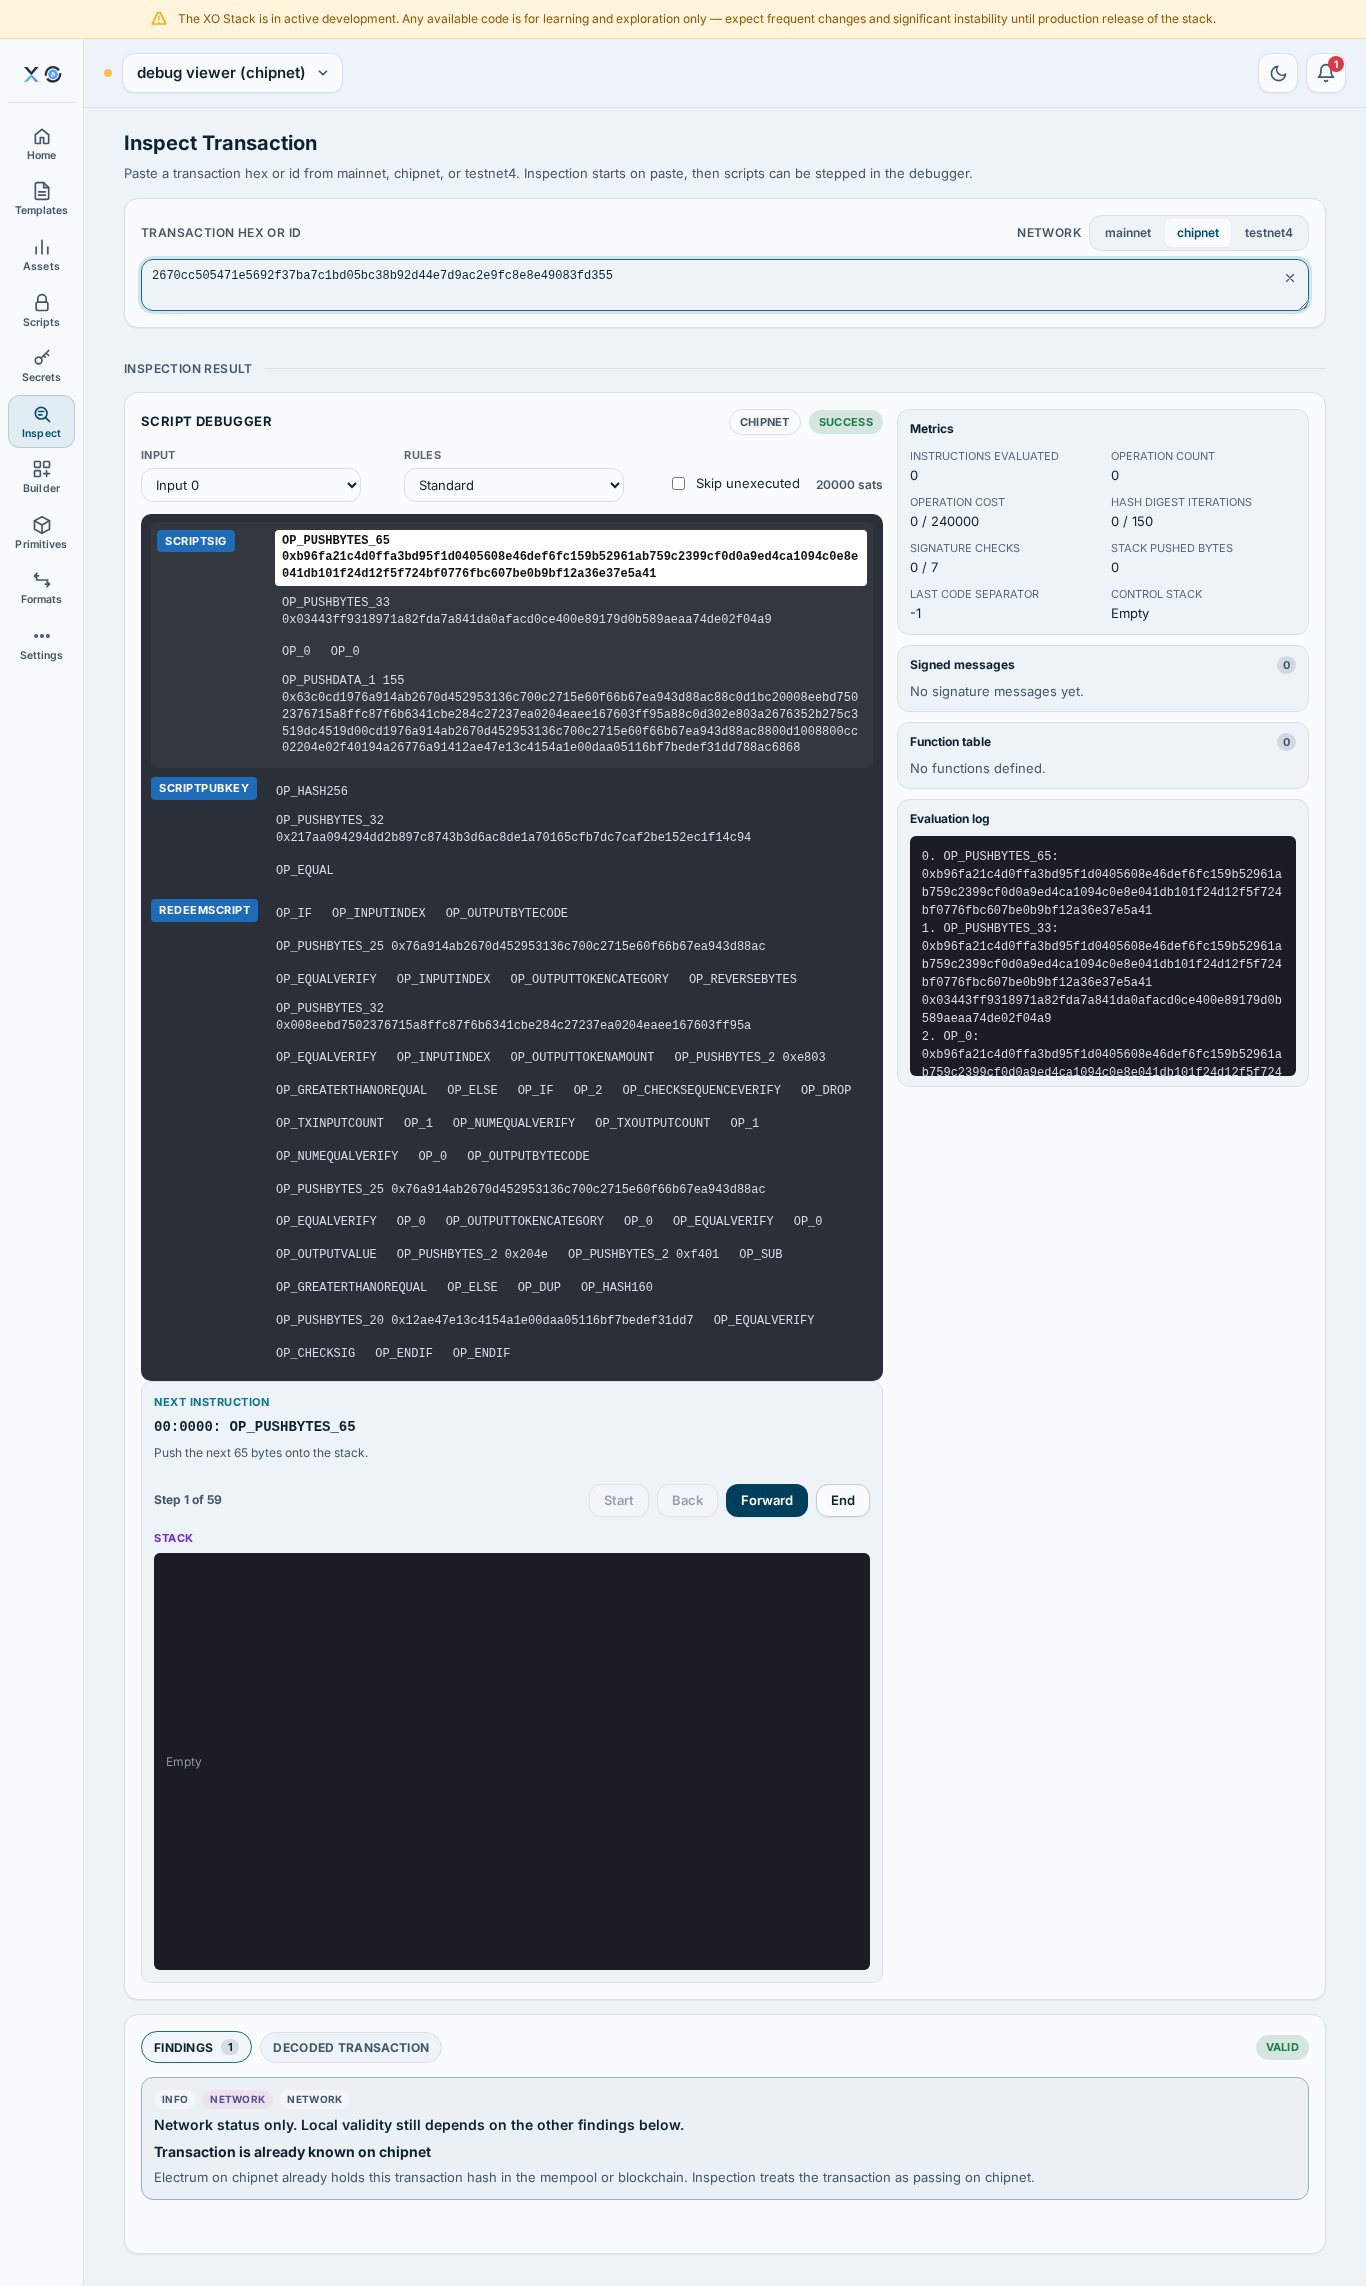 The XO Stack is in active development. Any available code is for learning and exploration only — expect frequent changes and significant instability until production release of the stack.
XO
debug viewer (chipnet)
1
Home
Templates
Assets
Scripts
Secrets
Inspect
Builder
Primitives
Formats
Settings
Inspect Transaction
Paste a transaction hex or id from mainnet, chipnet, or testnet4. Inspection starts on paste, then scripts can be stepped in the debugger.
TRANSACTION HEX OR ID
NETWORK mainnet chipnet testnet4
2670cc505471e5692f37ba7c1bd05bc38b92d44e7d9ac2e9fc8e8e49083fd355
INSPECTION RESULT
SCRIPT DEBUGGER
CHIPNET SUCCESS
INPUT
RULES
Input 0
Standard
Skip unexecuted 20000 sats
SCRIPTSIG
OP_PUSHBYTES_65
0xb96fa21c4d0ffa3bd95f1d0405608e46def6fc159b52961ab759c2399cf0d0a9ed4ca1094c0e8e
041db101f24d12f5f724bf0776fbc607be0b9bf12a36e37e5a41
OP_PUSHBYTES_33
0x03443ff9318971a82fda7a841da0afacd0ce400e89179d0b589aeaa74de02f04a9
OP_0 OP_0
OP_PUSHDATA_1 155
0x63c0cd1976a914ab2670d452953136c700c2715e60f66b67ea943d88ac88c0d1bc20008eebd750
2376715a8ffc87f6b6341cbe284c27237ea0204eaee167603ff95a88c0d302e803a2676352b275c3
519dc4519d00cd1976a914ab2670d452953136c700c2715e60f66b67ea943d88ac8800d1008800cc
02204e02f40194a26776a91412ae47e13c4154a1e00daa05116bf7bedef31dd788ac6868
SCRIPTPUBKEY
OP_HASH256
OP_PUSHBYTES_32
0x217aa094294dd2b897c8743b3d6ac8de1a70165cfb7dc7caf2be152ec1f14c94
OP_EQUAL
REDEEMSCRIPT
OP_IF OP_INPUTINDEX OP_OUTPUTBYTECODE
OP_PUSHBYTES_25 0x76a914ab2670d452953136c700c2715e60f66b67ea943d88ac
OP_EQUALVERIFY OP_INPUTINDEX OP_OUTPUTTOKENCATEGORY OP_REVERSEBYTES
OP_PUSHBYTES_32
0x008eebd7502376715a8ffc87f6b6341cbe284c27237ea0204eaee167603ff95a
OP_EQUALVERIFY OP_INPUTINDEX OP_OUTPUTTOKENAMOUNT OP_PUSHBYTES_2 0xe803
OP_GREATERTHANOREQUAL OP_ELSE OP_IF OP_2 OP_CHECKSEQUENCEVERIFY OP_DROP
OP_TXINPUTCOUNT OP_1 OP_NUMEQUALVERIFY OP_TXOUTPUTCOUNT OP_1
OP_NUMEQUALVERIFY OP_0 OP_OUTPUTBYTECODE
OP_PUSHBYTES_25 0x76a914ab2670d452953136c700c2715e60f66b67ea943d88ac
OP_EQUALVERIFY OP_0 OP_OUTPUTTOKENCATEGORY OP_0 OP_EQUALVERIFY OP_0
OP_OUTPUTVALUE OP_PUSHBYTES_2 0x204e OP_PUSHBYTES_2 0xf401 OP_SUB
OP_GREATERTHANOREQUAL OP_ELSE OP_DUP OP_HASH160
OP_PUSHBYTES_20 0x12ae47e13c4154a1e00daa05116bf7bedef31dd7 OP_EQUALVERIFY
OP_CHECKSIG OP_ENDIF OP_ENDIF
NEXT INSTRUCTION
00:0000: OP_PUSHBYTES_65
Push the next 65 bytes onto the stack.
Step 1 of 59
Start Back Forward End
STACK
Empty
Metrics
INSTRUCTIONS EVALUATED
0
OPERATION COUNT
0
OPERATION COST
0 / 240000
HASH DIGEST ITERATIONS
0 / 150
SIGNATURE CHECKS
0 / 7
STACK PUSHED BYTES
0
LAST CODE SEPARATOR
-1
CONTROL STACK
Empty
Signed messages 0
No signature messages yet.
Function table 0
No functions defined.
Evaluation log
0. OP_PUSHBYTES_65:
0xb96fa21c4d0ffa3bd95f1d0405608e46def6fc159b52961a
b759c2399cf0d0a9ed4ca1094c0e8e041db101f24d12f5f724
bf0776fbc607be0b9bf12a36e37e5a41
1. OP_PUSHBYTES_33:
0xb96fa21c4d0ffa3bd95f1d0405608e46def6fc159b52961a
b759c2399cf0d0a9ed4ca1094c0e8e041db101f24d12f5f724
bf0776fbc607be0b9bf12a36e37e5a41
0x03443ff9318971a82fda7a841da0afacd0ce400e89179d0b
589aeaa74de02f04a9
2. OP_0:
0xb96fa21c4d0ffa3bd95f1d0405608e46def6fc159b52961a
b759c2399cf0d0a9ed4ca1094c0e8e041db101f24d12f5f724
FINDINGS 1
DECODED TRANSACTION
VALID
INFO NETWORK NETWORK
Network status only. Local validity still depends on the other findings below.
Transaction is already known on chipnet
Electrum on chipnet already holds this transaction hash in the mempool or blockchain. Inspection treats the transaction as passing on chipnet.